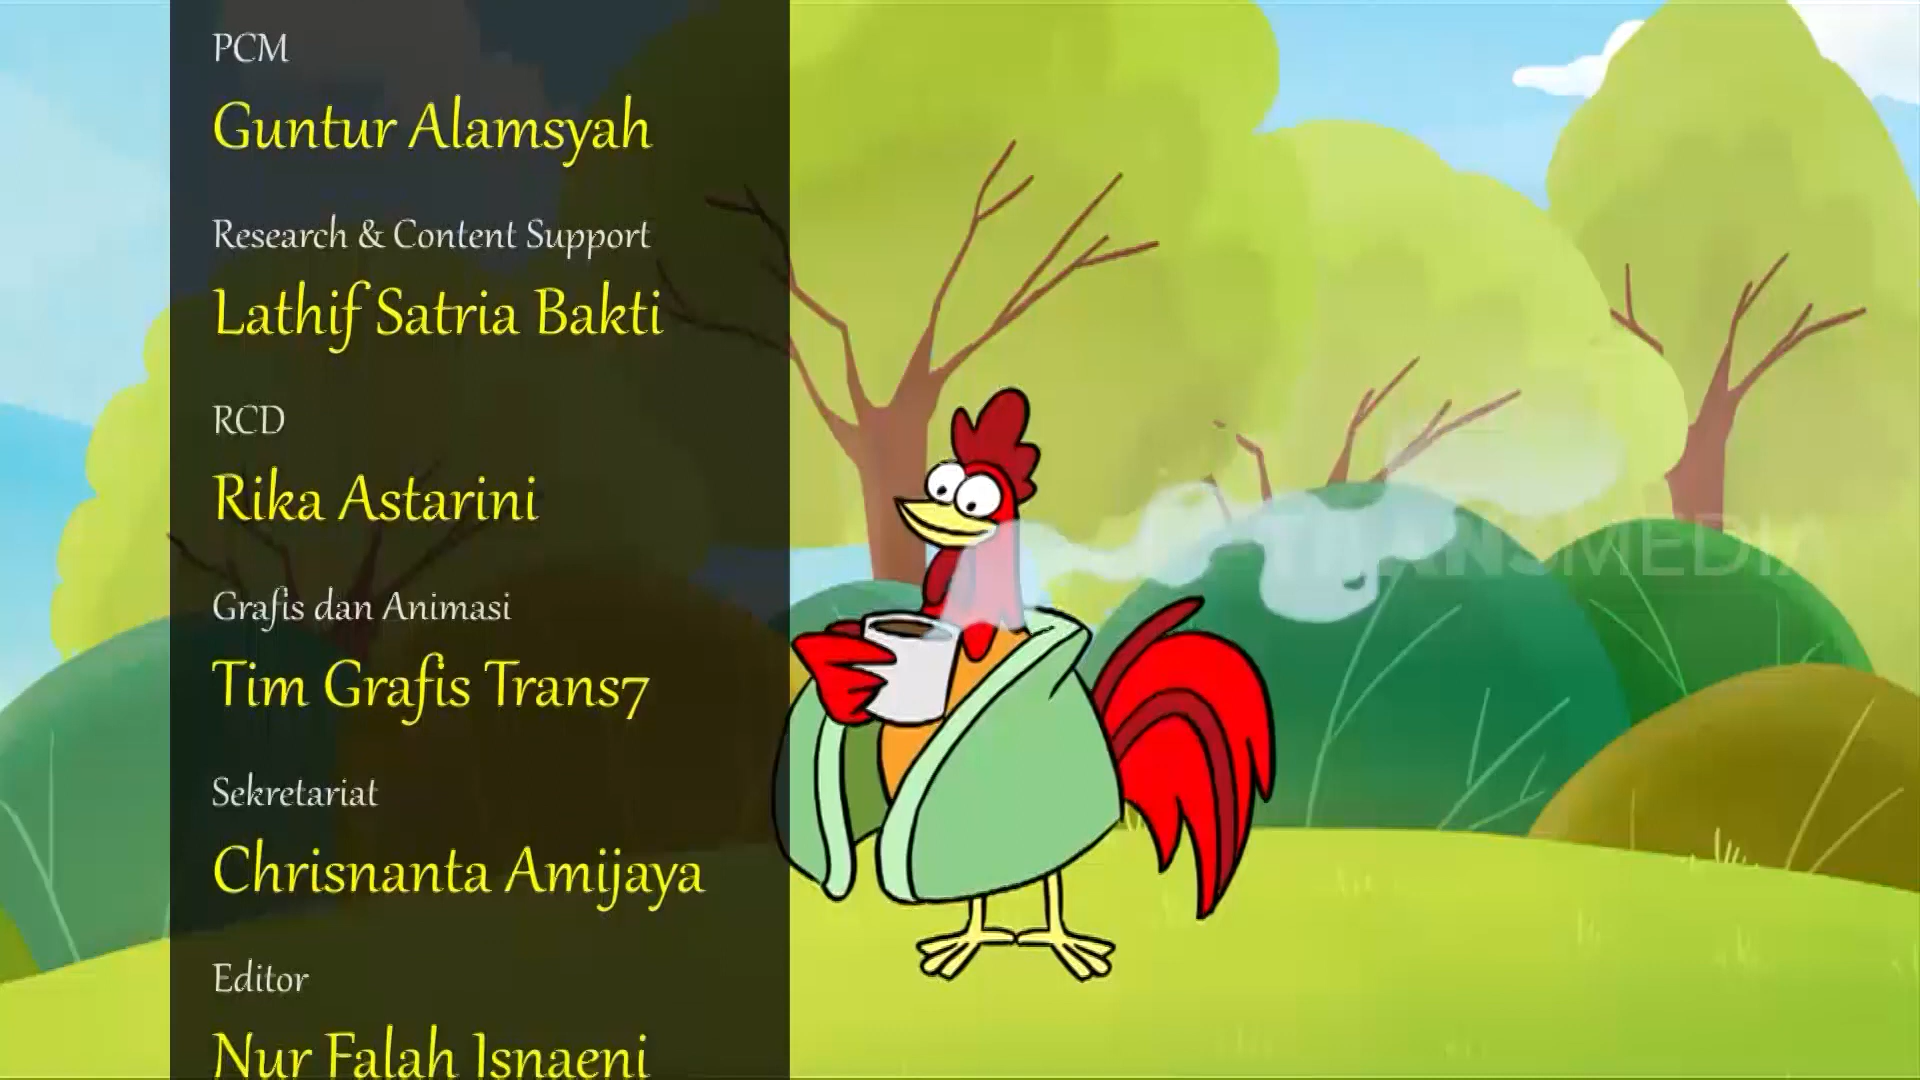 PCM
Guntur Alamsyah
Research & Content Support
Lathif Satria Bakti
RCD
Rika Astarini
Grafis dan Animasi
Tim Grafis Trans7
Sekretariat
Chrisnanta Amijaya
Editor
Nur Falah Isnaeni
TRANSMEDIA